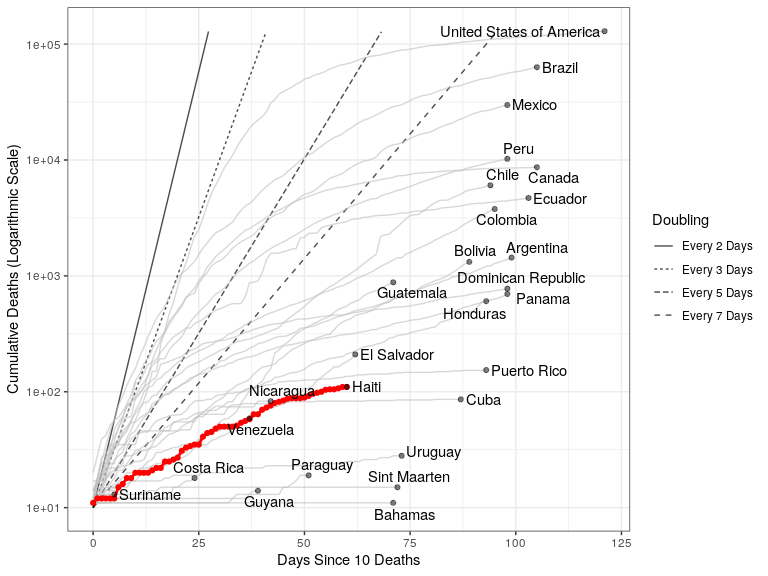 United States of America
1e+05
Brazil
Mexico
1e+04
Peru
Canada
Chile
Ecuador
Colombia
Bolivia
Argentina
1e+03
Dominican Republic
Guatemala
Panama
Honduras
El Salvador
Puerto Rico
1e+02
Nicaragua
Haiti
Cuba
Venezuela
Uruguay
Costa Rica
Paraguay
Sint Maarten
Suriname
Guyana
1e+01
Bahamas
0
25
50
75
100
125
Days Since 10 Deaths
Cumulative Deaths (Logarithmic Scale)
Doubling
Every 2 Days
Every 3 Days
Every 5 Days
Every 7 Days